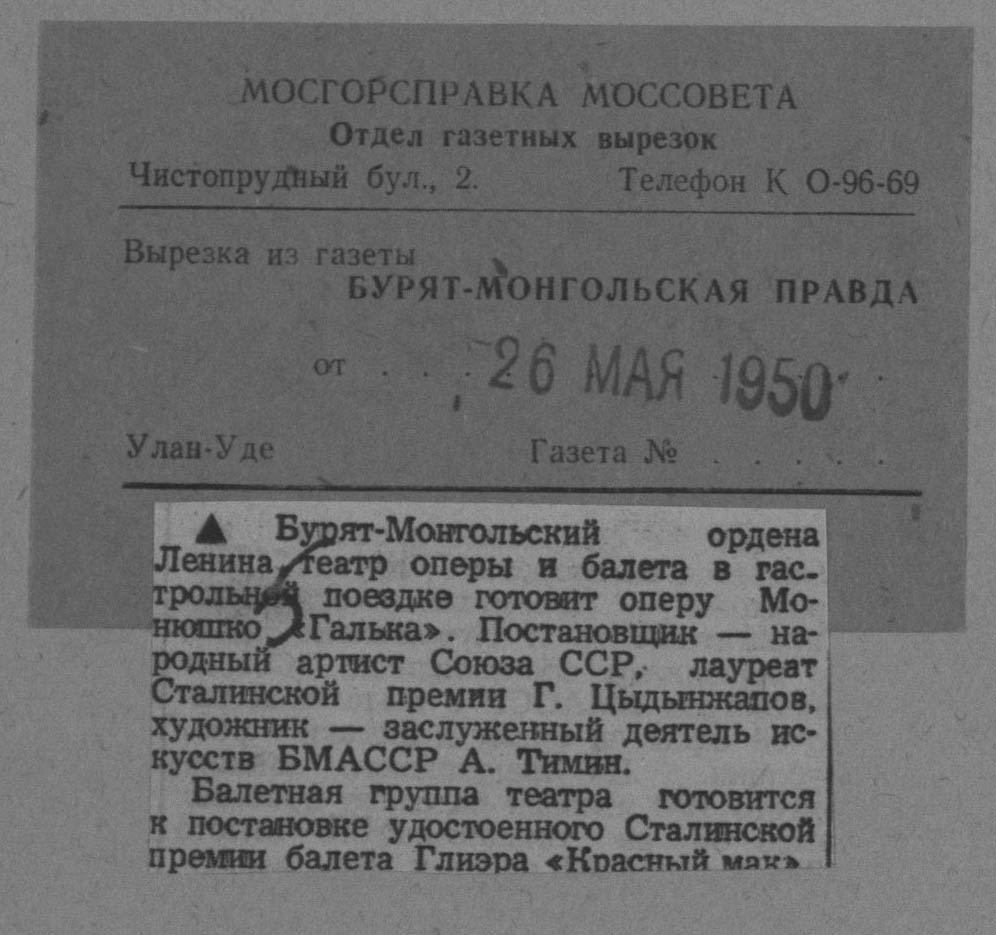 МОСГОРСПРАВКА МОССОВЕТА
Отдел газетных вырезок
Чистопрудный бул., 2. Телефон К 0-96-69
Вырезка из газеты
БУРЯТ-МОНГОЛЬСКАЯ ПРАВДА
от . . . 26 МАЯ 1950 .
Улан-Уде Газета № . . . . .
▲ Бурят-Монгольский ордена
Ленина театр оперы и балета в гас-
трольной поездке готовит оперу Мо-
нюшко «Галька». Постановщик — на-
родный артист Союза ССР, лауреат
Сталинской премии Г. Цыдынжапов,
художник — заслуженный деятель ис-
кусств БМАССР А. Тимин.
Балетная группа театра готовится
к постановке удостоенного Сталинской
премии балета Глиэра «Красный мак».